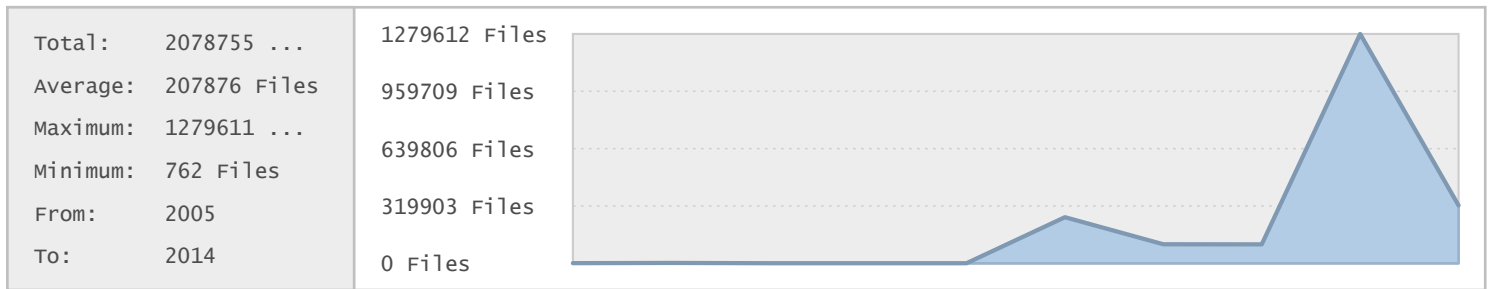 Total: 2078755 ...
Average: 207876 Files
Maximum: 1279611 ...
Minimum: 762 Files
From: 2005
To: 2014
1279612 Files
959709 Files
639806 Files
319903 Files
0 Files